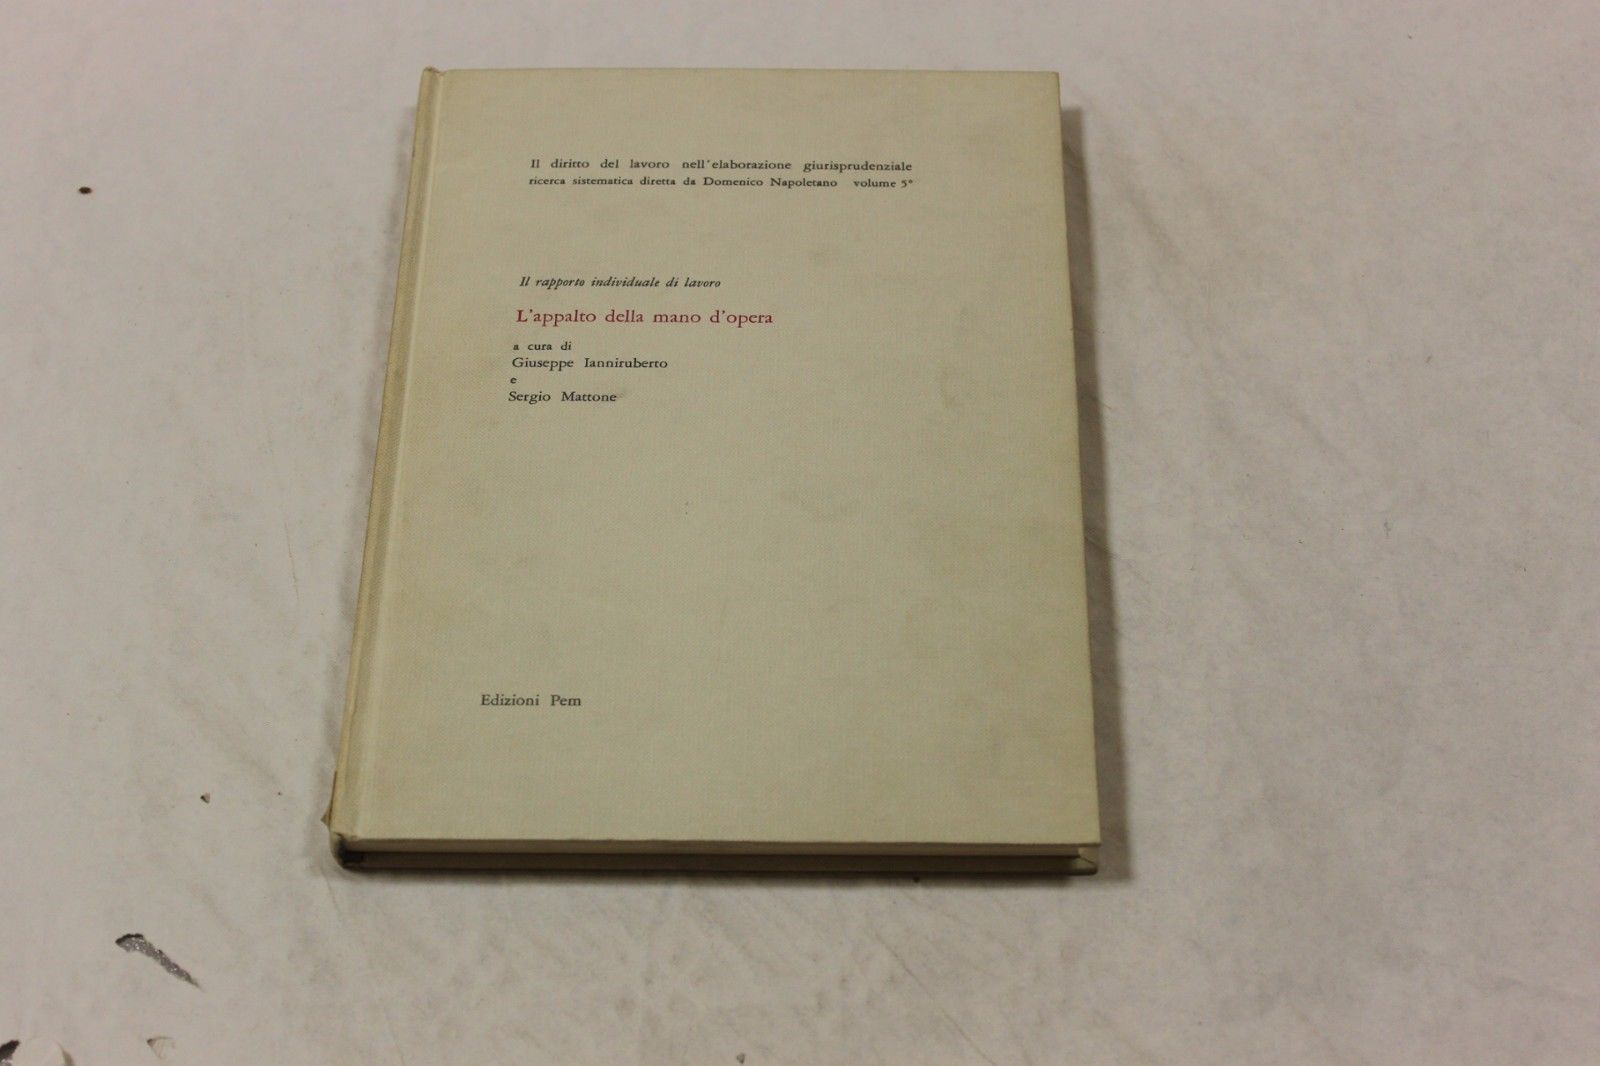 Il diritto del lavoro nell'elaborazione giurisprudenziale
ricerca sistematica diretta da Domenico Napoletano volume 5°
Il rapporto individuale di lavoro
L'appalto della mano d'opera
a cura di
Giuseppe Ianniruberto
e
Sergio Mattone
Edizioni Pem